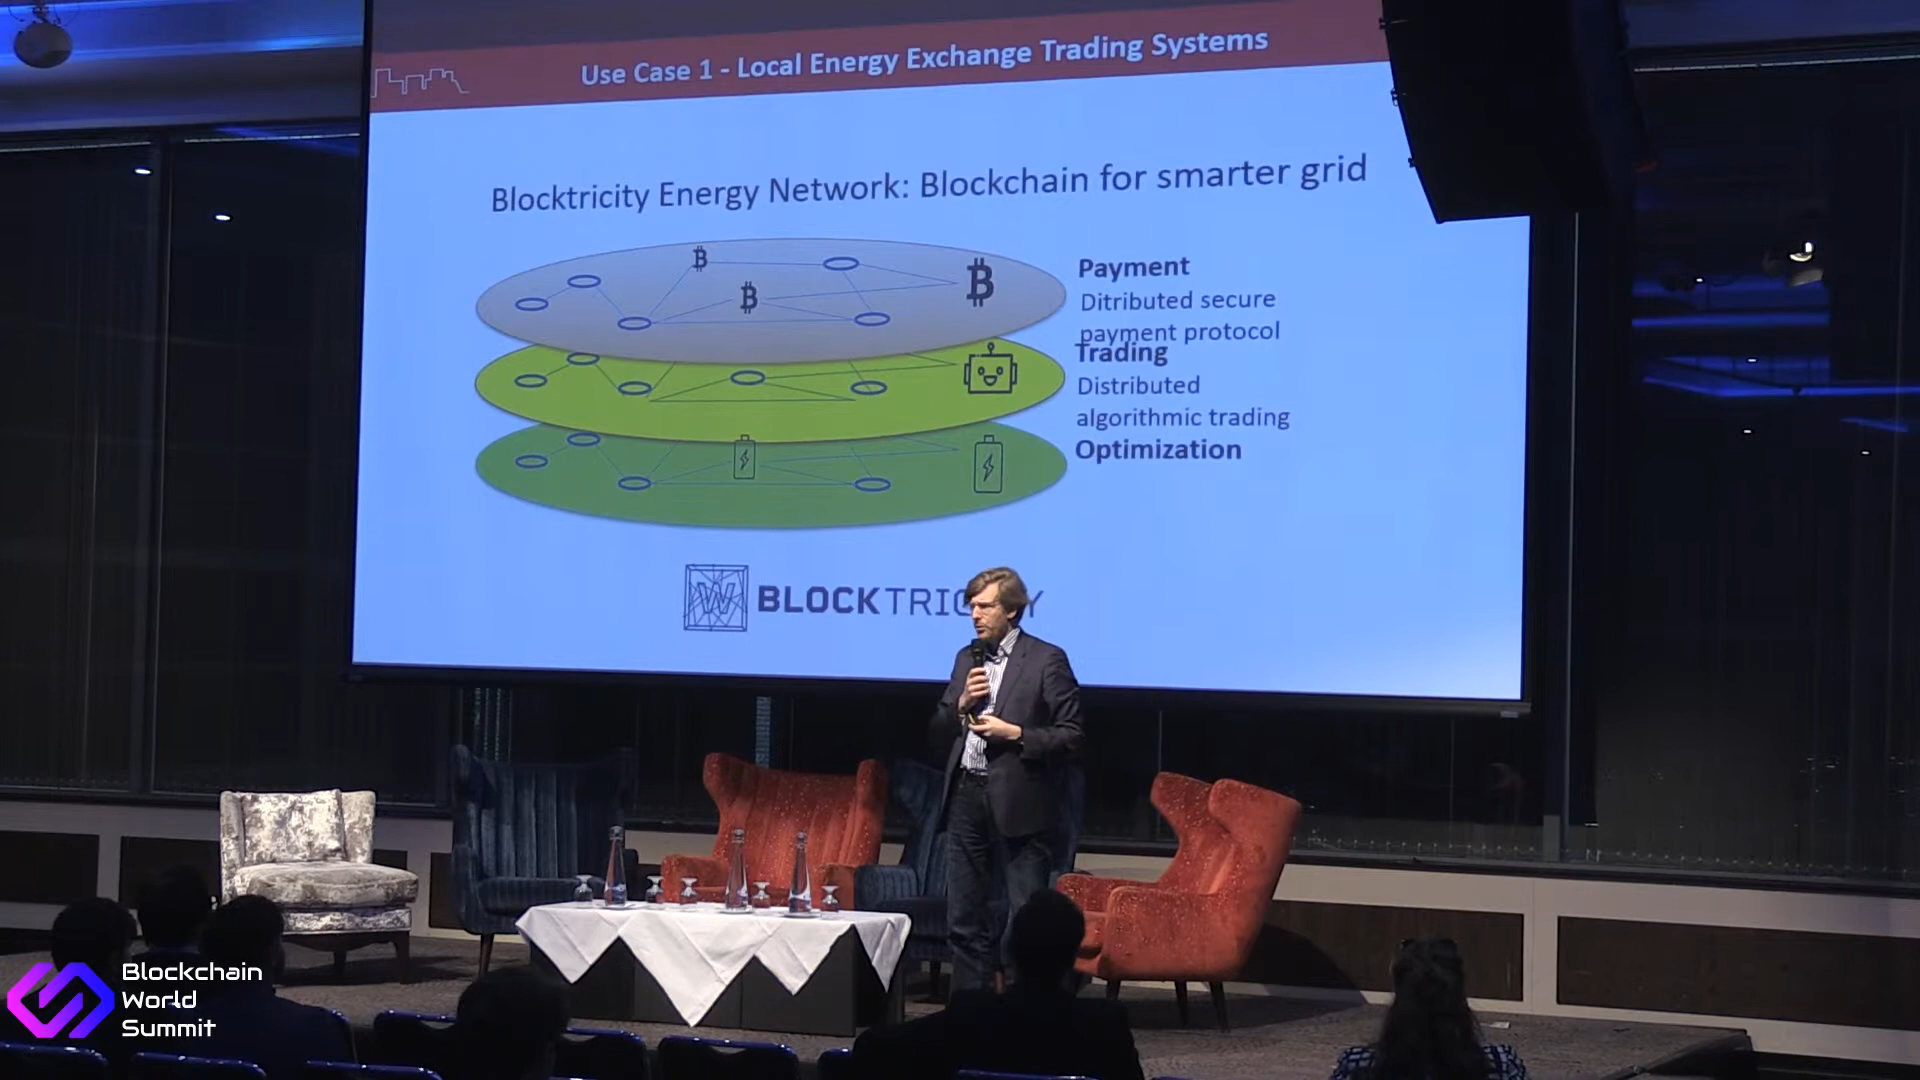 Use Case 1 - Local Energy Exchange Trading Systems
Blocktricity Energy Network: Blockchain for smarter grid
Payment
Ditributed secure
payment protocol
Trading
Distributed
algorithmic trading
Optimization
Blockchain
World
Summit